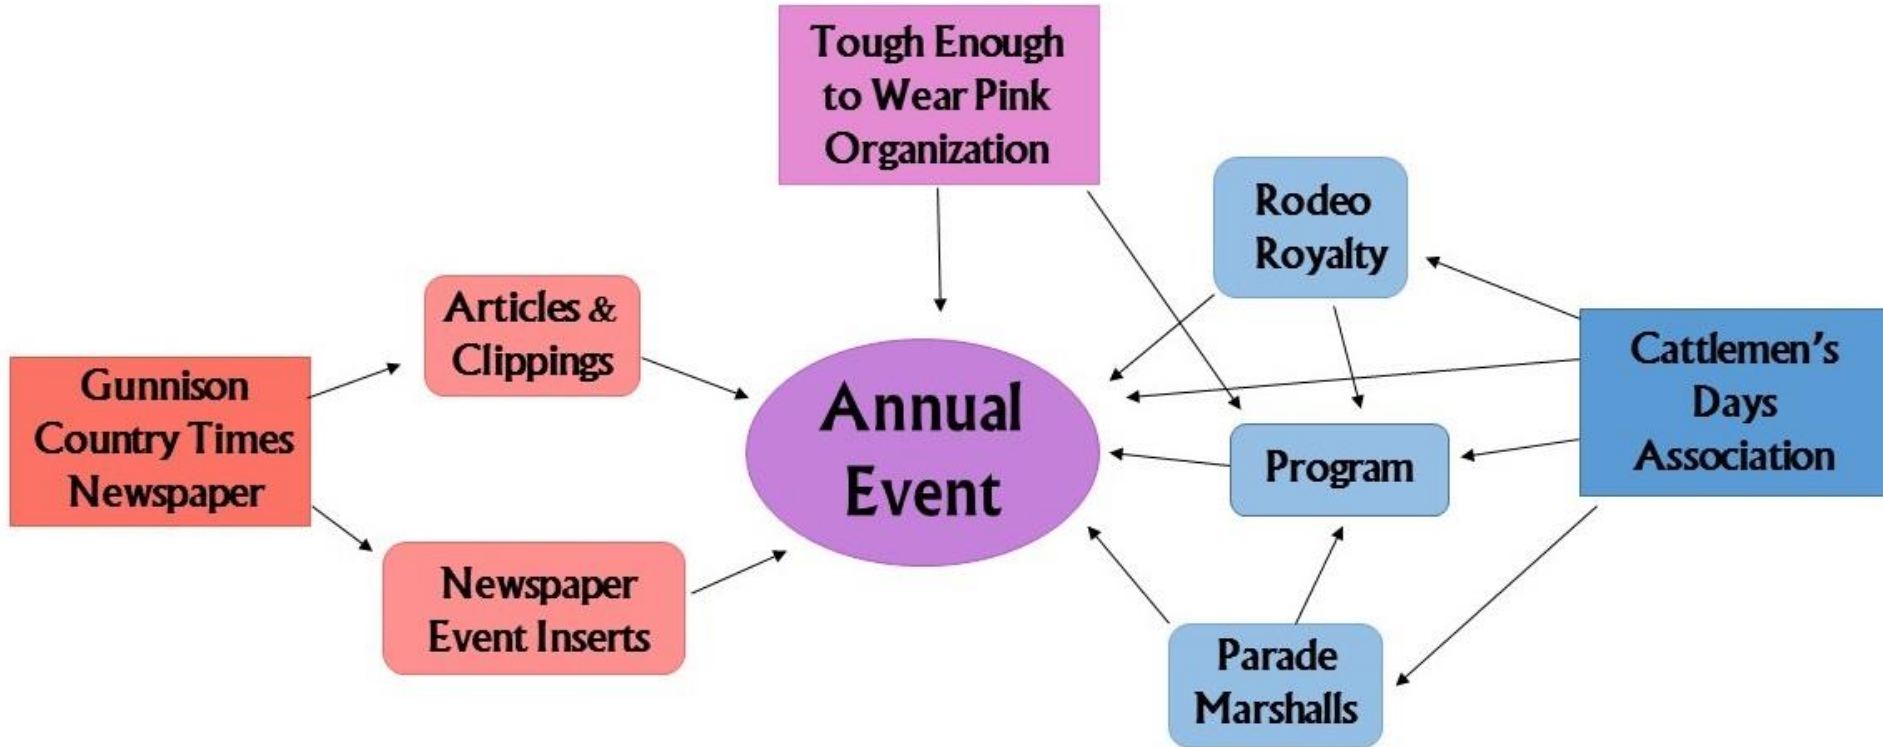 Tough Enough
to Wear Pink
Organization
Rodeo
Royalty
Articles &
Clippings
Cattlemen's
Days
Association
Gunnison
Country Times
Newspaper
Annual
Event
Program
Newspaper
Event Inserts
Parade
Marshalls